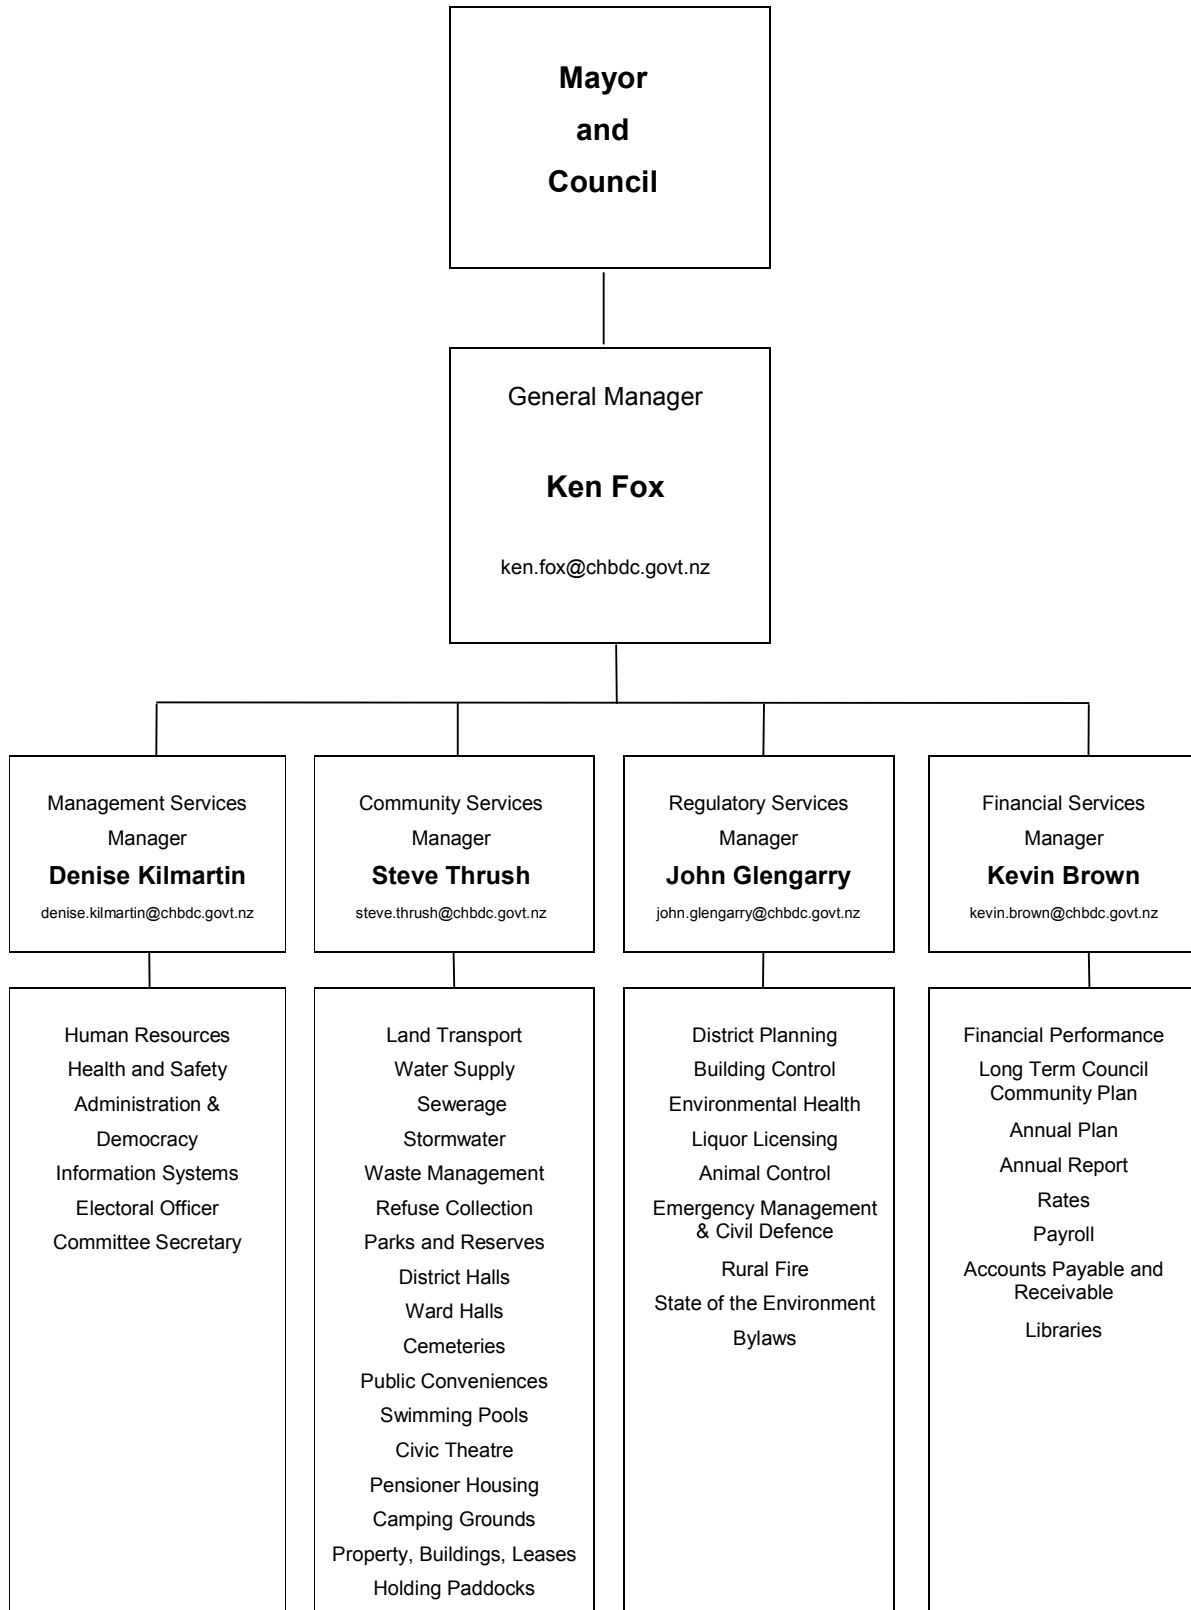 Mayor
and
Council
General Manager
Ken Fox
ken.fox@chbdc.govt.nz
Management Services
Manager
Denise Kilmartin
denise.kilmartin@chbdc.govt.nz
Community Services
Manager
Steve Thrush
steve.thrush@chbdc.govt.nz
Regulatory Services
Manager
John Glengarry
john.glengarry@chbdc.govt.nz
Financial Services
Manager
Kevin Brown
kevin.brown@chbdc.govt.nz
Human Resources
Health and Safety
Administration &
Democracy
Information Systems
Electoral Officer
Committee Secretary
Land Transport
Water Supply
Sewerage
Stormwater
Waste Management
Refuse Collection
Parks and Reserves
District Halls
Ward Halls
Cemeteries
Public Conveniences
Swimming Pools
Civic Theatre
Pensioner Housing
Camping Grounds
Property, Buildings, Leases
Holding Paddocks
District Planning
Building Control
Environmental Health
Liquor Licensing
Animal Control
Emergency Management
& Civil Defence
Rural Fire
State of the Environment
Bylaws
Financial Performance
Long Term Council
Community Plan
Annual Plan
Annual Report
Rates
Payroll
Accounts Payable and
Receivable
Libraries